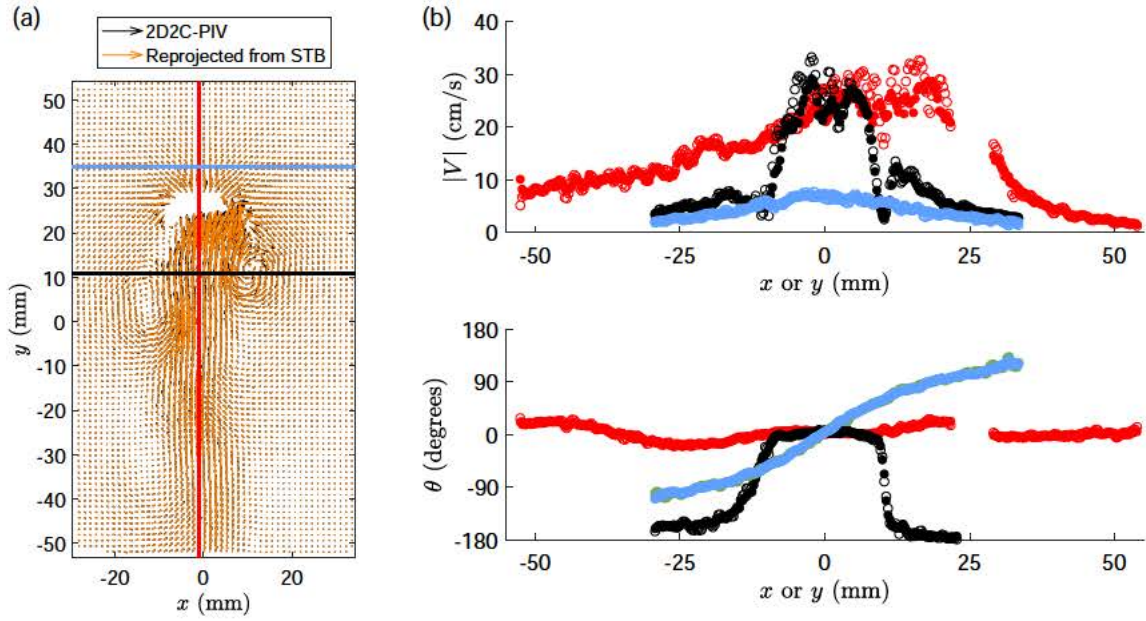 (a)
2D2C-PIV
Reprojected from STB
50
40
30
20
10
0
-10
-20
-30
-40
-50
y (mm)
-20 0 20
x (mm)
(b)
40
30
20
10
0
|V| (cm/s)
-50 -25 0 25 50
x or y (mm)
180
90
0
-90
-180
θ (degrees)
-50 -25 0 25 50
x or y (mm)